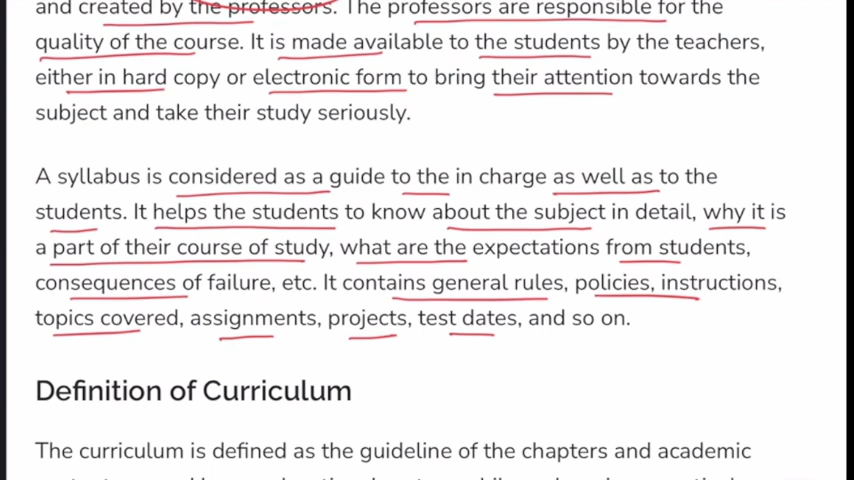 and created by the professors. The professors are responsible for the
quality of the course. It is made available to the students by the teachers,
either in hard copy or electronic form to bring their attention towards the
subject and take their study seriously.
A syllabus is considered as a guide to the in charge as well as to the
students. It helps the students to know about the subject in detail, why it is
a part of their course of study, what are the expectations from students,
consequences of failure, etc. It contains general rules, policies, instructions,
topics covered, assignments, projects, test dates, and so on.
Definition of Curriculum
The curriculum is defined as the guideline of the chapters and academic